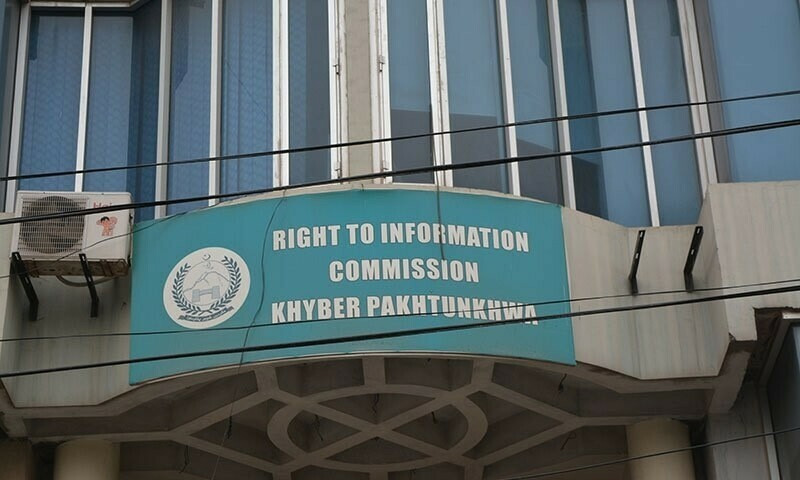 RIGHT TO INFORMATION
COMMISSION
KHYBER PAKHTUNKHWA